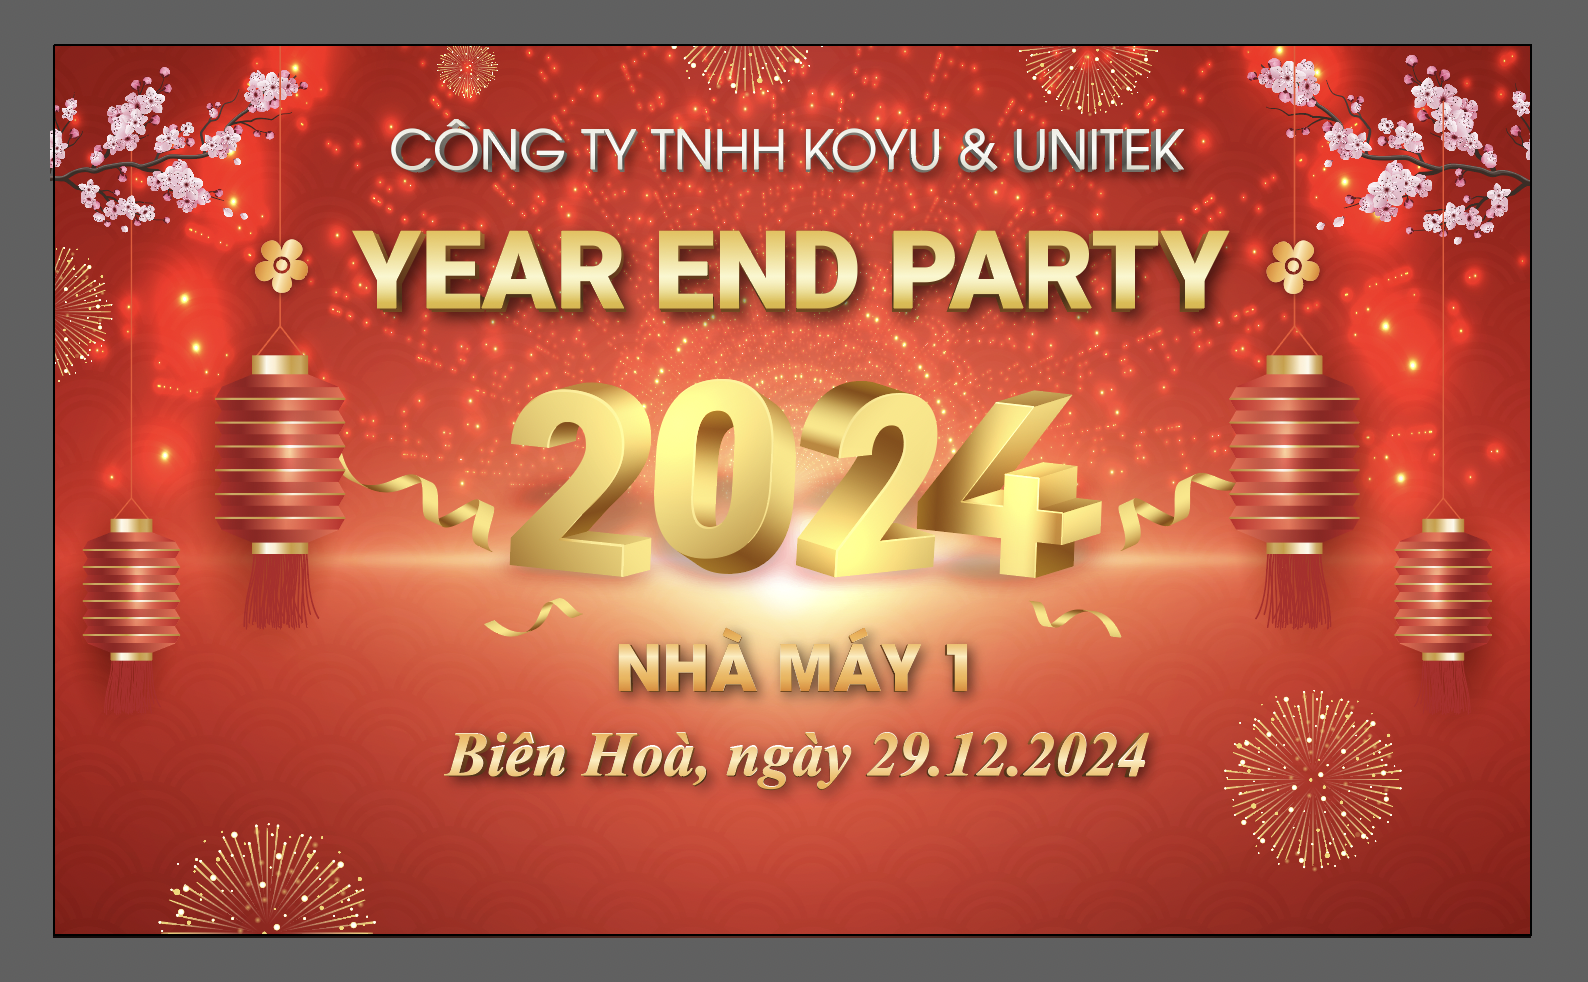 CÔNG TY TNHH KOYU & UNITEK
YEAR END PARTY
2024
NHÀ MÁY 1
Biên Hoà, ngày 29.12.2024